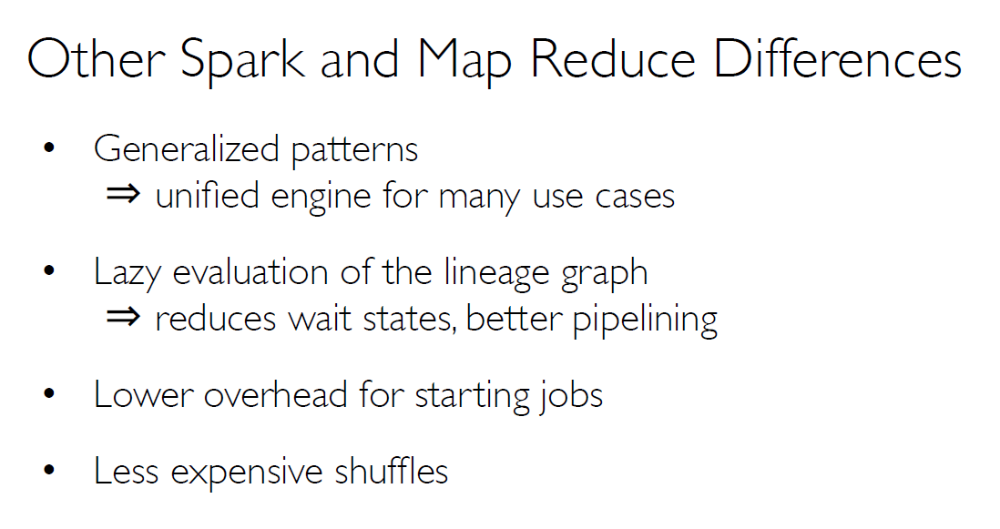 Other Spark and Map Reduce Differences
• Generalized patterns
⇒ unified engine for many use cases
• Lazy evaluation of the lineage graph
⇒ reduces wait states, better pipelining
• Lower overhead for starting jobs
• Less expensive shuffles